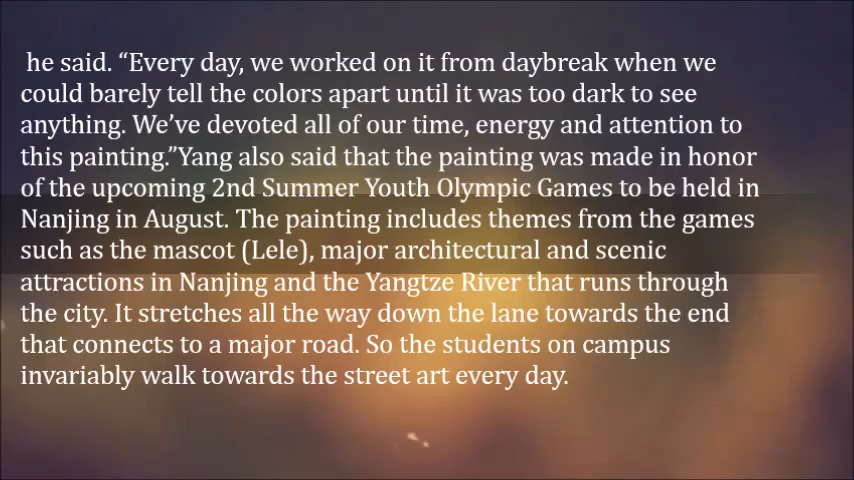 he said. “Every day, we worked on it from daybreak when we
could barely tell the colors apart until it was too dark to see
anything. We’ve devoted all of our time, energy and attention to
this painting.”Yang also said that the painting was made in honor
of the upcoming 2nd Summer Youth Olympic Games to be held in
Nanjing in August. The painting includes themes from the games
such as the mascot (Lele), major architectural and scenic
attractions in Nanjing and the Yangtze River that runs through
the city. It stretches all the way down the lane towards the end
that connects to a major road. So the students on campus
invariably walk towards the street art every day.